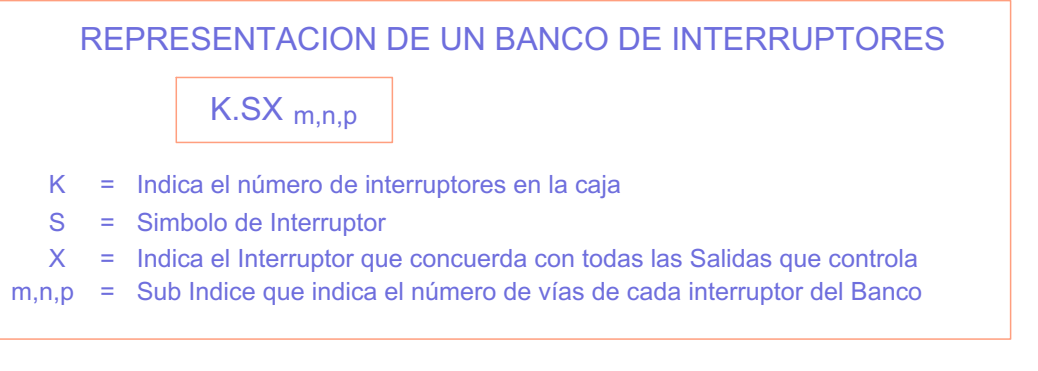 REPRESENTACION DE UN BANCO DE INTERRUPTORES
K.SX m,n,p
K = Indica el número de interruptores en la caja
S = Simbolo de Interruptor
X = Indica el Interruptor que concuerda con todas las Salidas que controla
m,n,p = Sub Indice que indica el número de vías de cada interruptor del Banco